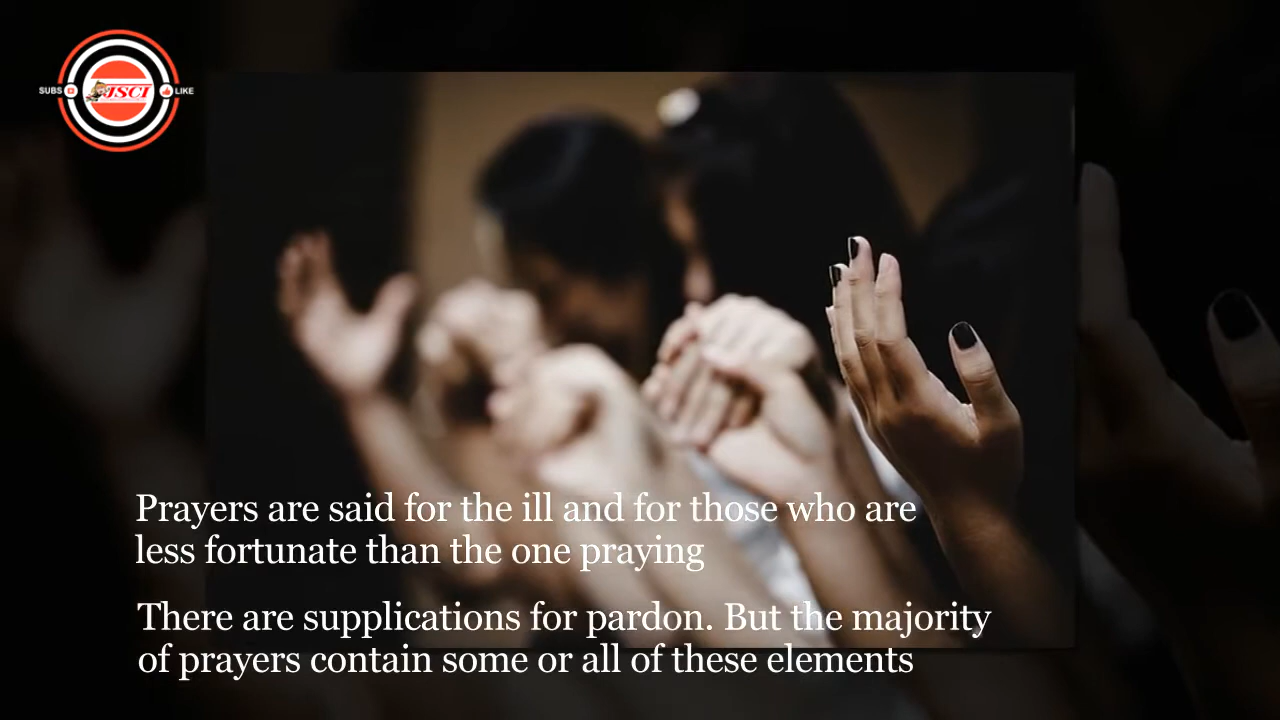 SUBS
JSCI
LIKE
Prayers are said for the ill and for those who are
less fortunate than the one praying
There are supplications for pardon. But the majority
of prayers contain some or all of these elements